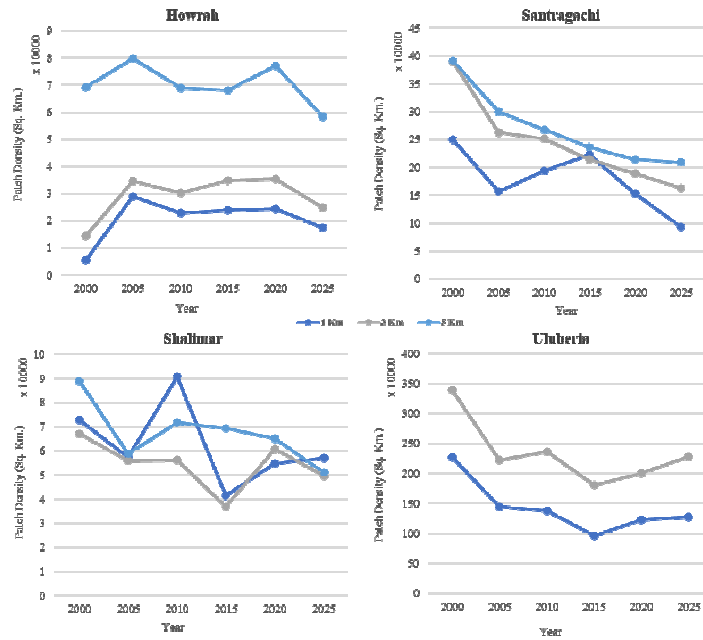 Howrah
Patch Density (Sq. Km.)
x 10000
9
8
7
6
5
4
3
2
1
0
2000 2005 2010 2015 2020 2025
Year
Santragachi
Patch Density (Sq. Km.)
x 10000
45
40
35
30
25
20
15
10
5
0
2000 2005 2010 2015 2020 2025
Year
1 Km 3 Km 5 Km
Shalimar
Patch Density (Sq. Km.)
x 10000
10
9
8
7
6
5
4
3
2
1
0
2000 2005 2010 2015 2020 2025
Year
Uluberia
Patch Density (Sq. Km.)
x 10000
400
350
300
250
200
150
100
50
0
2000 2005 2010 2015 2020 2025
Year